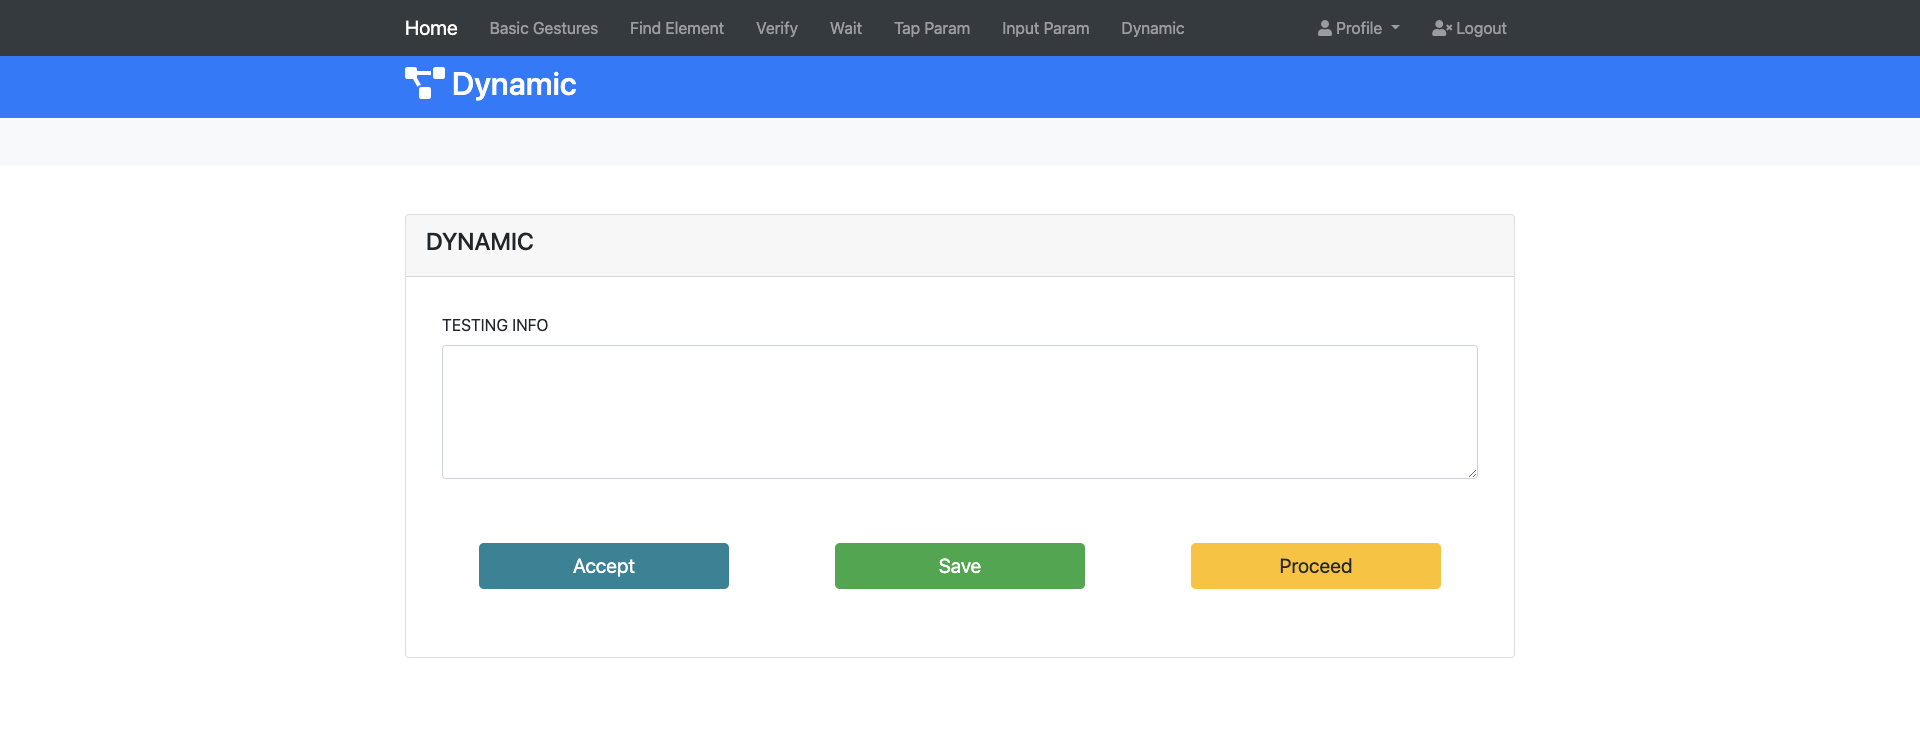 Home Basic Gestures Find Element Verify Wait Tap Param Input Param Dynamic Profile Logout
Dynamic
DYNAMIC
TESTING INFO
Accept Save Proceed